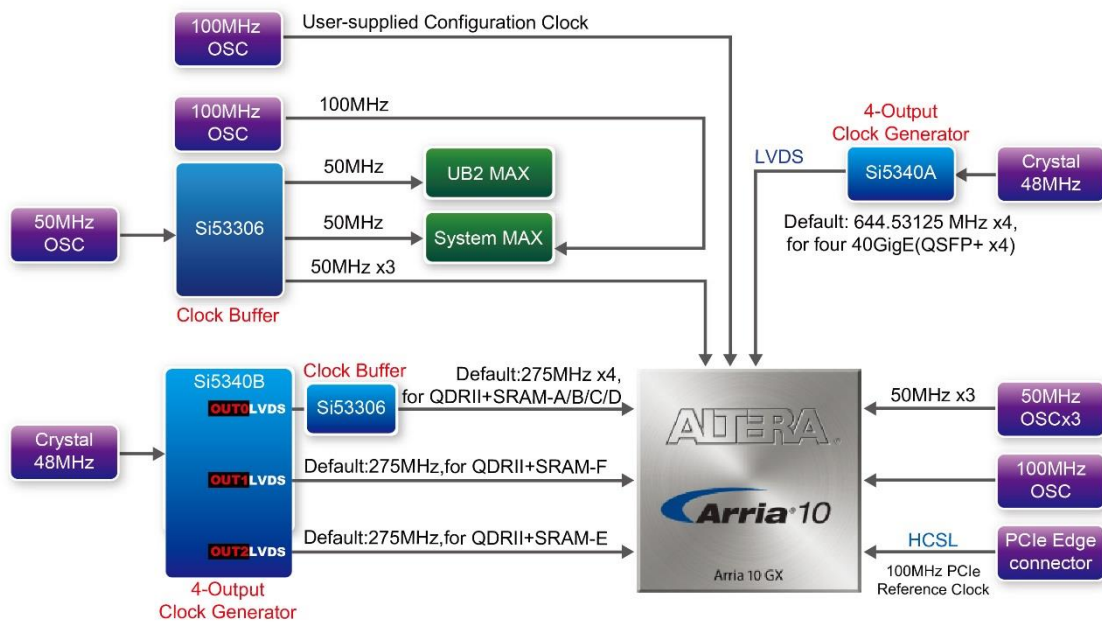 100MHz
OSC
User-supplied Configuration Clock
100MHz
OSC
100MHz
50MHz
OSC
Si53306
Clock Buffer
50MHz
UB2 MAX
50MHz
System MAX
50MHz x3
LVDS
4-Output
Clock Generator
Si5340A
Crystal
48MHz
Default: 644.53125 MHz x4,
for four 40GigE(QSFP+ x4)
Crystal
48MHz
Si5340B
OUT0LVDS
OUT1LVDS
OUT2LVDS
4-Output
Clock Generator
Clock Buffer
Si53306
Default:275MHz x4,
for QDRII+SRAM-A/B/C/D
Default:275MHz,for QDRII+SRAM-F
Default:275MHz,for QDRII+SRAM-E
ALTERA®
Arria® 10
Arria 10 GX
50MHz x3
50MHz
OSCx3
100MHz
OSC
HCSL
100MHz PCIe
Reference Clock
PCIe Edge
connector